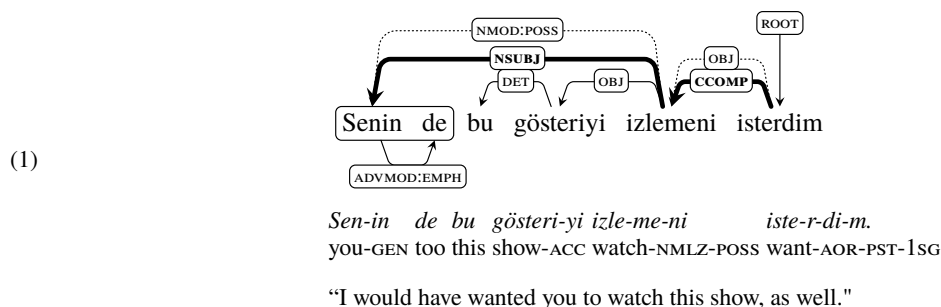 NMOD:POSS
ROOT
NSUBJ
OBJ
DET
OBJ
CCOMP
Senin de bu gösteriyi izlemeni isterdim
(1)
ADVMOD:EMPH
Sen-in de bu gösteri-yi izle-me-ni iste-r-di-m.
you-GEN too this show-ACC watch-NMLZ-POSS want-AOR-PST-1SG
“I would have wanted you to watch this show, as well."